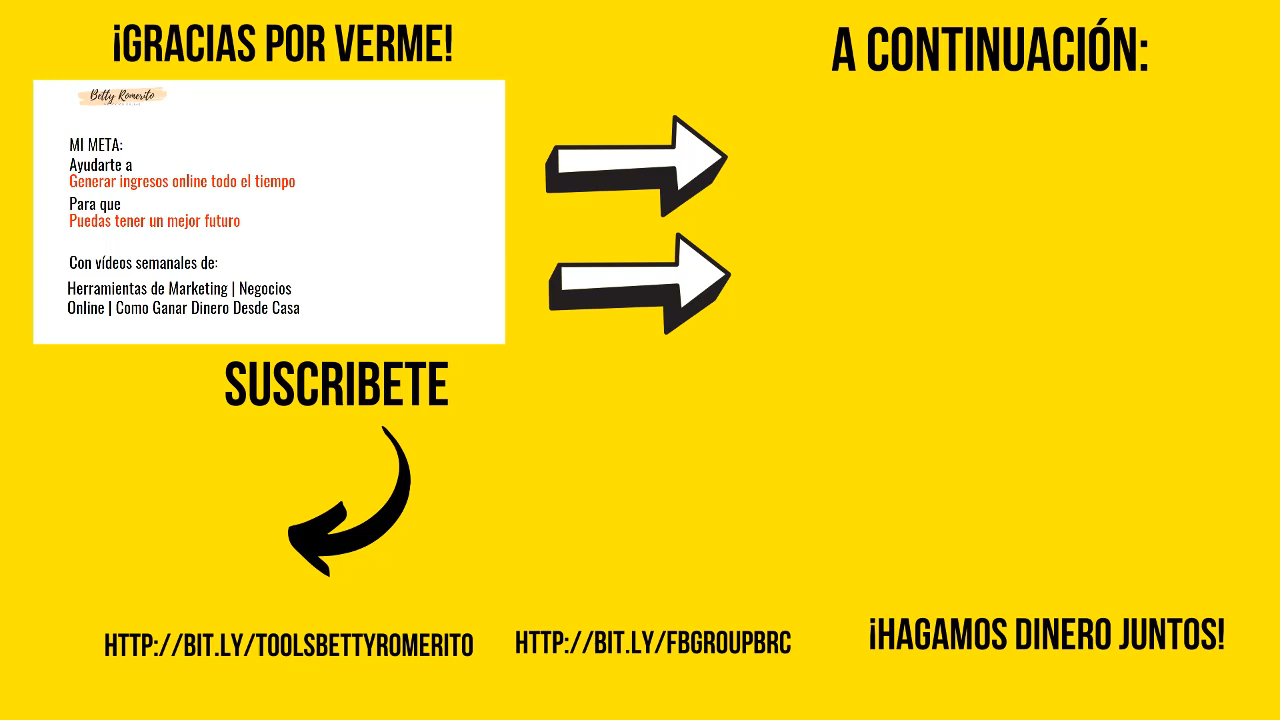 ¡GRACIAS POR VERME!
A CONTINUACIÓN:
Betty Romerito
MI META:
Ayudarte a
Generar ingresos online todo el tiempo
Para que
Puedas tener un mejor futuro
Con vídeos semanales de:
Herramientas de Marketing | Negocios
Online | Como Ganar Dinero Desde Casa
SUSCRIBETE
HTTP://BIT.LY/TOOLSBETTYROMERITO
HTTP://BIT.LY/FBGROUPBRC
¡HAGAMOS DINERO JUNTOS!